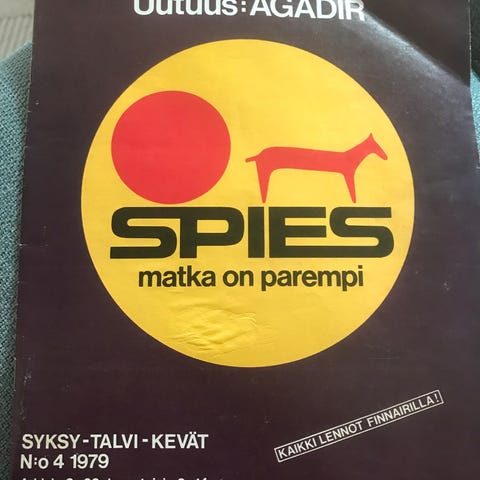 Uutuus: AGADIR
SPIES
matka on parempi
KAIKKI LENNOT FINNAIRILLA!
SYKSY-TALVI-KEVÄT
N:o 4 1979